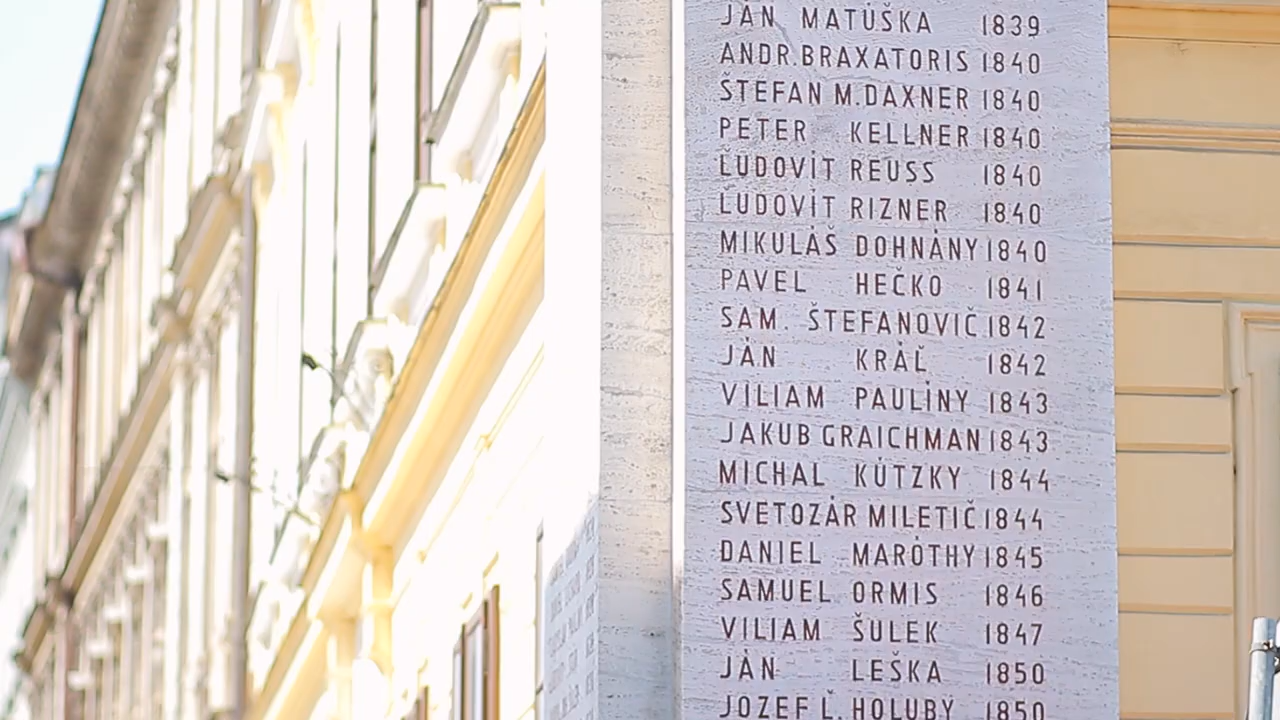 JÁN MATÚŠKA 1839
ANDR. BRAXATORIS 1840
ŠTEFAN M. DAXNER 1840
PETER KELLNER 1840
ĽUDOVÍT REUSS 1840
ĽUDOVÍT RIZNER 1840
MIKULÁŠ DOHNÁNY 1840
PAVEL HEČKO 1841
SAM. ŠTEFANOVIČ 1842
JÁN KRÁĽ 1842
VILIAM PAULÍNY 1843
JAKUB GRAICHMAN 1843
MICHAL KÚTZKY 1844
SVETOZÁR MILETIČ 1844
DANIEL MARÓTHY 1845
SAMUEL ORMIS 1846
VILIAM ŠULEK 1847
JÁN LEŠKA 1850
JOZEF Ľ. HOLUBY 1850